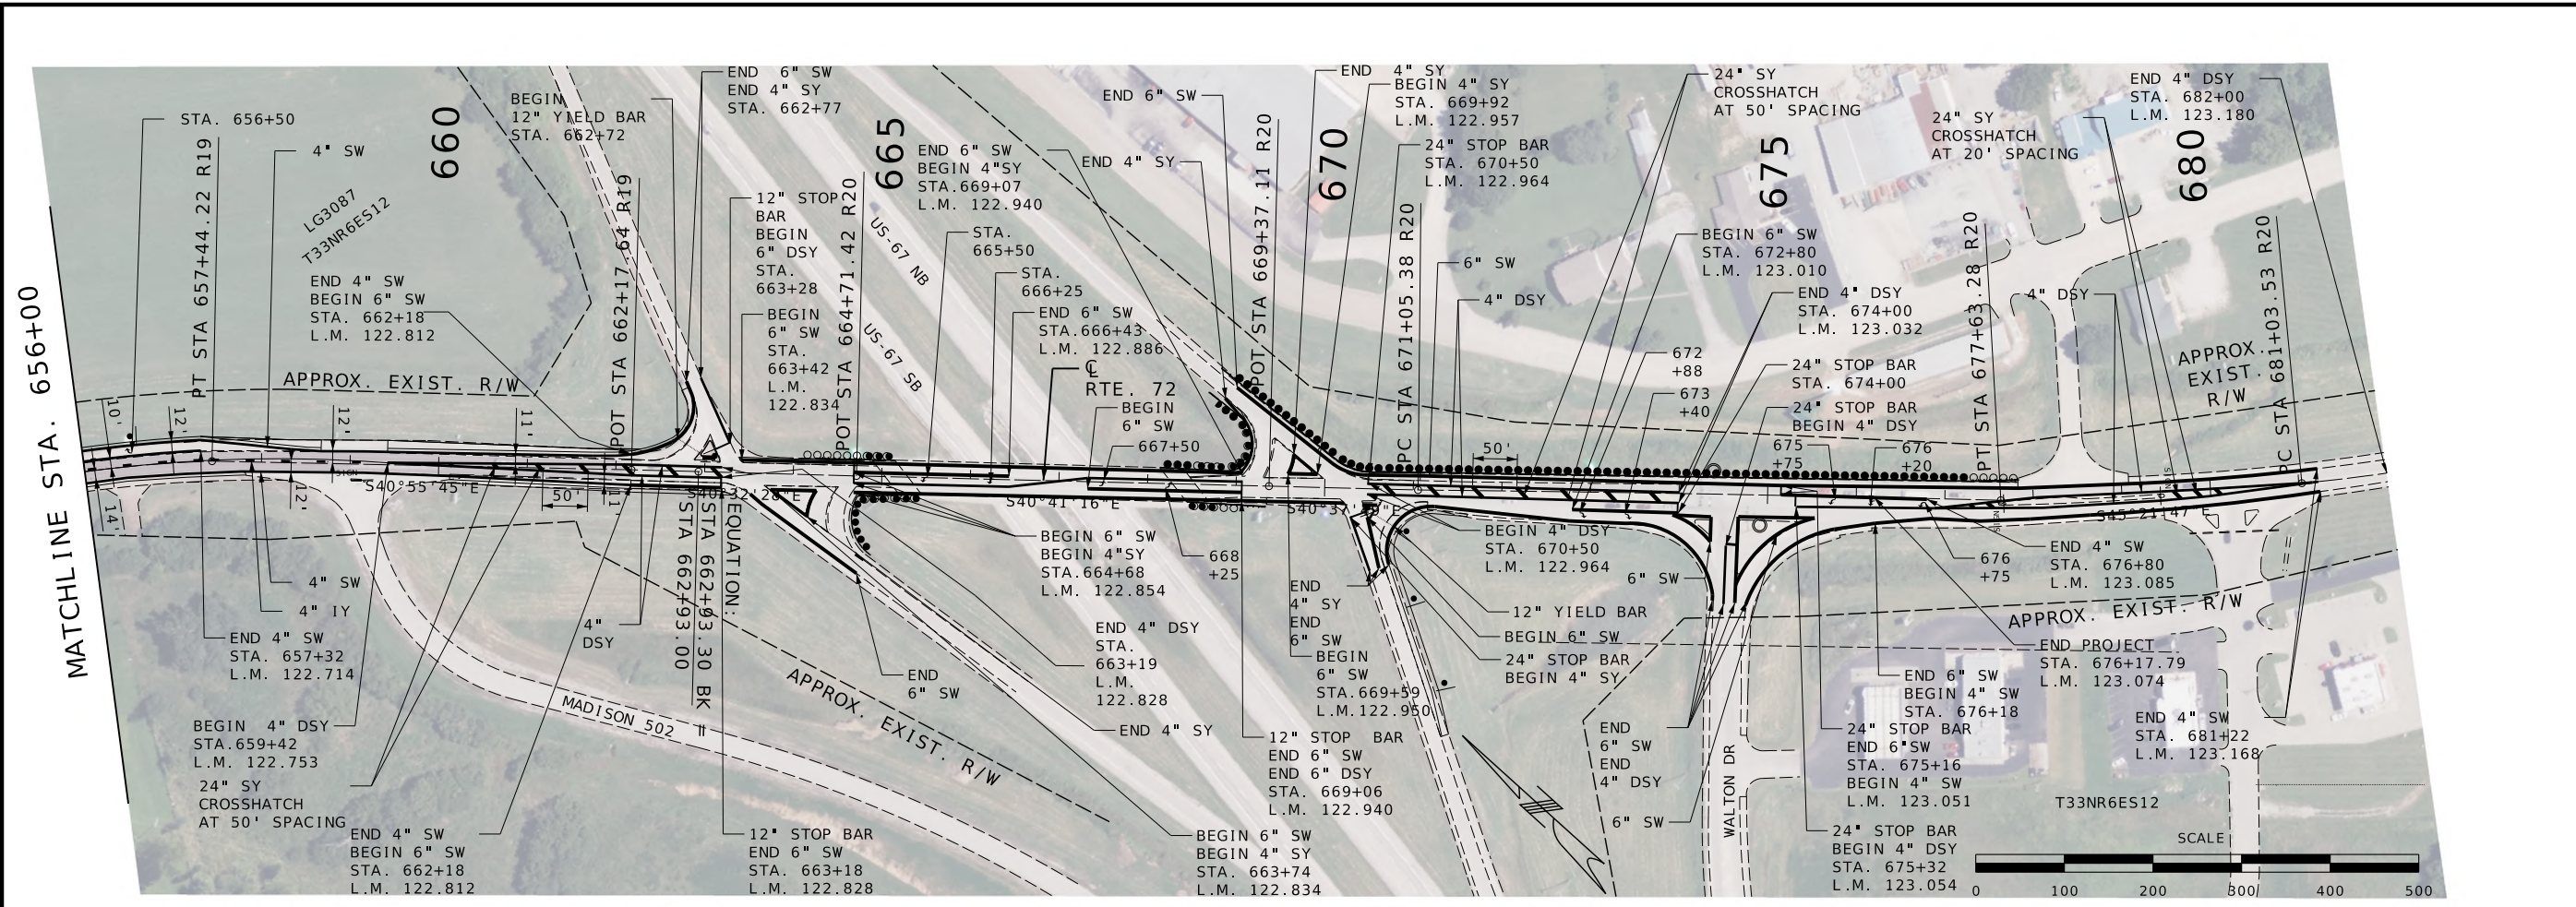 MATCHLINE STA. 656+00
STA. 656+50
PT STA 657+44.22 R19
4" SW
LG3087
T33NR6ES12
660
BEGIN
12" YIELD BAR
STA. 662+72
END 6" SW
END 4" SY
STA. 662+77
END 4" SW
BEGIN 6" SW
STA. 662+18
L.M. 122.812
APPROX. EXIST. R/W
POT STA 662+17.64 R19
12" STOP
BAR
BEGIN
6" DSY
STA.
663+28
BEGIN
6" SW
STA.
663+42
L.M.
122.834
POT STA 664+71.42 R20
665
END 6" SW
BEGIN 4"SY
STA.669+07
L.M. 122.940
US-67 NB
US-67 SB
STA.
665+50
STA.
666+25
END 6" SW
STA.666+43
L.M. 122.886
CL
RTE. 72
BEGIN
6" SW
667+50
END 6" SW
END 4" SY
POT STA 669+37.11 R20
670
END 4" SY
BEGIN 4" SY
STA. 669+92
L.M. 122.957
24" STOP BAR
STA. 670+50
L.M. 122.964
PC STA 671+05.38 R20
6" SW
4" DSY
50'
24" SY
CROSSHATCH
AT 50' SPACING
675
BEGIN 6" SW
STA. 672+80
L.M. 123.010
END 4" DSY
STA. 674+00
L.M. 123.032
672
+88
673
+40
24" STOP BAR
STA. 674+00
24" STOP BAR
BEGIN 4" DSY
675
+75
676
+20
24" SY
CROSSHATCH
AT 20' SPACING
PT STA 677+63.28 R20
4" DSY
END 4" DSY
STA. 682+00
L.M. 123.180
680
APPROX.
EXIST.
R/W
PC STA 681+03.53 R20
10'
12'
12'
11'
14'
12'
11'
50'
SIGN
S40°55'45"E
S40°32'28"E
S40°41'16"E
S45°21'47"E
4" SW
4" IY
END 4" SW
STA. 657+32
L.M. 122.714
BEGIN 4" DSY
STA.659+42
L.M. 122.753
24" SY
CROSSHATCH
AT 50' SPACING
END 4" SW
BEGIN 6" SW
STA. 662+18
L.M. 122.812
4"
DSY
MADISON 502
EQUATION:
STA 662+93.30 BK =
STA 662+93.00
12" STOP BAR
END 6" SW
STA. 663+18
L.M. 122.828
APPROX. EXIST. R/W
END
6" SW
BEGIN 6" SW
BEGIN 4"SY
STA.664+68
L.M. 122.854
668
+25
END 4" DSY
STA.
663+19
L.M.
122.828
END 4" SY
BEGIN 6" SW
BEGIN 4" SY
STA. 663+74
L.M. 122.834
12" STOP BAR
END 6" SW
END 6" DSY
STA. 669+06
L.M. 122.940
END
4" SY
END
6" SW
BEGIN
6" SW
STA.669+59
L.M.122.950
BEGIN 4" DSY
STA. 670+50
L.M. 122.964
12" YIELD BAR
BEGIN 6" SW
24" STOP BAR
BEGIN 4" SY
6" SW
END
6" SW
END
4" DSY
6" SW
WALTON DR
676
+75
END 4" SW
STA. 676+80
L.M. 123.085
APPROX. EXIST. R/W
END PROJECT
STA. 676+17.79
L.M. 123.074
END 6" SW
BEGIN 4" SW
STA. 676+18
24" STOP BAR
END 6"SW
STA. 675+16
BEGIN 4" SW
L.M. 123.051
24" STOP BAR
BEGIN 4" DSY
STA. 675+32
L.M. 123.054
END 4" SW
STA. 681+22
L.M. 123.168
T33NR6ES12
SCALE
0 100 200 300 400 500